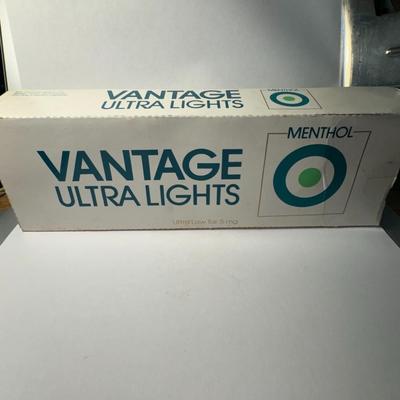 VANTAGE
ULTRA LIGHTS
MENTHOL
VANTAGE
ULTRA LIGHTS
MENTHOL
Ultra Low Tar 5 mg